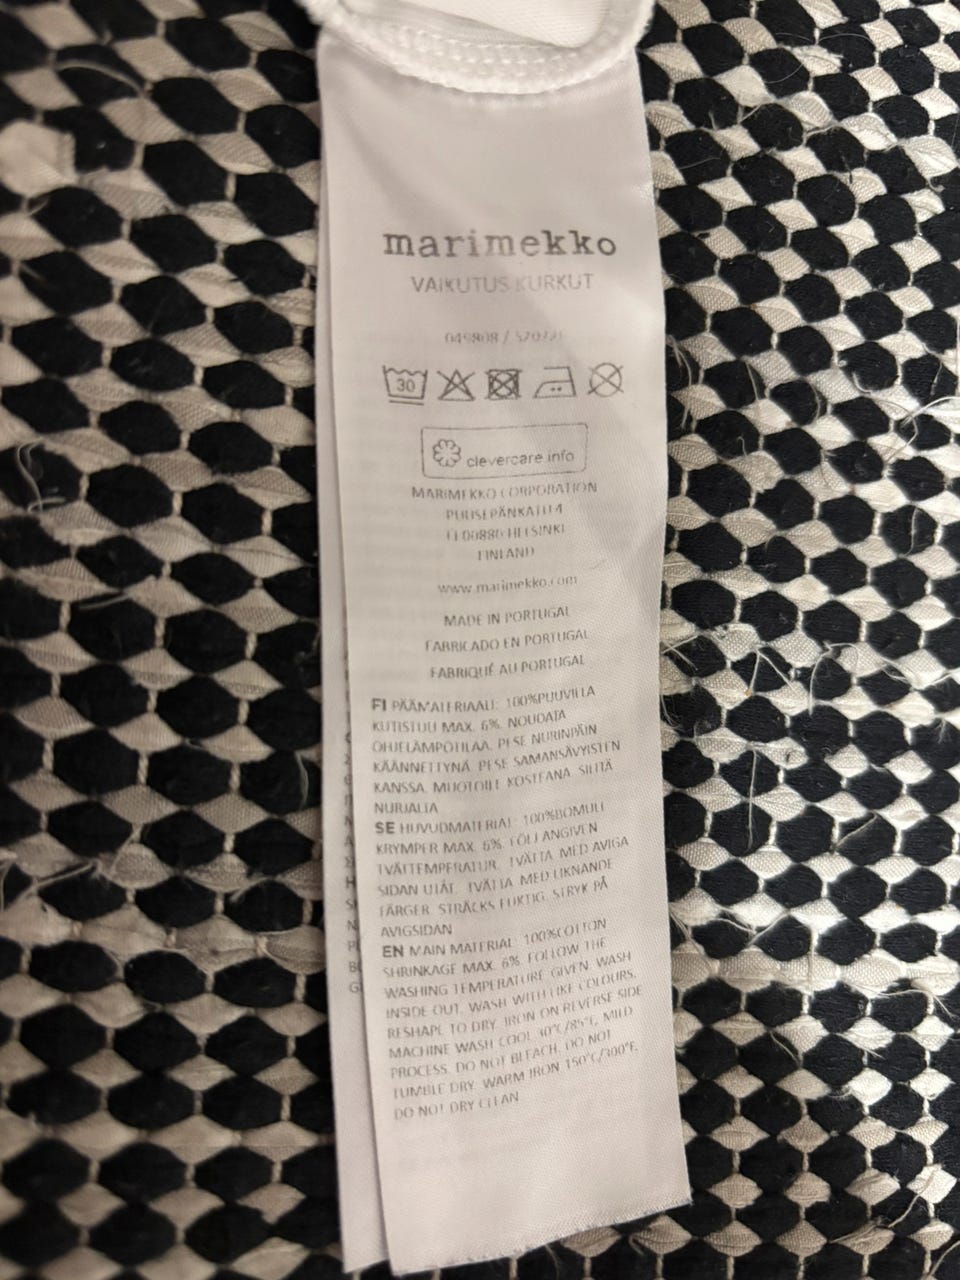 marimekko
VAIKUTUS KURKUT
049808 /
30
clevercare.info
MARIMEKKO CORPORATION
PUUSEPÄNKATU 4
FI 00880 HELSINKI
FINLAND
www.marimekko.com
MADE IN PORTUGAL
FABRICADO EN PORTUGAL
FABRIQUÉ AU PORTUGAL
FI PÄÄMATERIAALI: 100%PUUVILLA
KUTISTUU MAX. 6%. NOUDATA
OHJELÄMPÖTILAA. PESE NURINPÄIN
KÄÄNNETTYNÄ. PESE SAMANSÄVYISTEN
KANSSA. MUOTOILE KOSTEANA. SILITÄ
NURJALTA
SE HUVUDMATERIAL: 100%BOMULL
KRYMPER MAX. 6%. FÖLJ ANGIVEN
TVÄTTEMPERATUR. TVÄTTA MED AVIGA
SIDAN UTÅT. TVÄTTA MED LIKNANDE
FÄRGER. STRÄCKS FUKTIG. STRYK PÅ
AVIGSIDAN
EN MAIN MATERIAL: 100%COTTON
SHRINKAGE MAX. 6%. FOLLOW THE
WASHING TEMPERATURE GIVEN. WASH
INSIDE OUT. WASH WITH LIKE COLOURS.
RESHAPE TO DRY. IRON ON REVERSE SIDE
MACHINE WASH COOL 30°C/85°F, MILD
PROCESS. DO NOT BLEACH. DO NOT
TUMBLE DRY. WARM IRON 150°C/300°F.
DO NOT DRY CLEAN